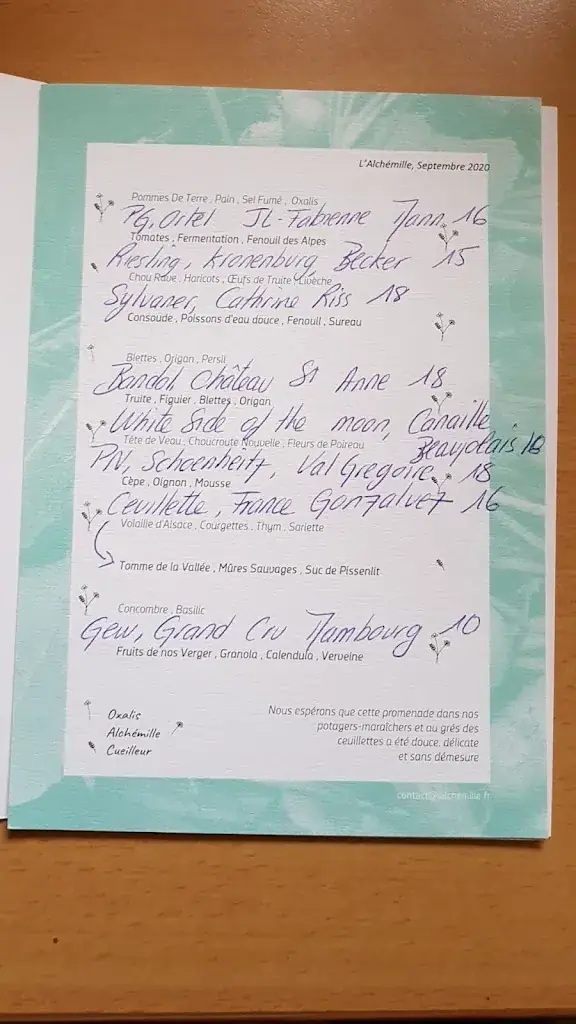 L'Alchémille, Septembre 2020
Pommes De Terre , Pain , Sel Fumé , Oxalis
PG, Ortel JL-Fabienne Mann 16
Tomates , Fermentation , Fenouil des Alpes
Riesling, Kronenburg, Becker 15
Chou Rave , Haricots , Œufs de Truite , Livèche
Sylvaner, Cathrine Riss 18
Consoude , Poissons d'eau douce , Fenouil , Sureau
Blettes , Origan , Persil
Bandol Château St Anne 18
Truite , Figuier , Blettes , Origan
White Side of the moon, Canaille
Beaujolais
Tête de Veau , Choucroute Nouvelle , Fleurs de Poireau
PN, Schoenheitz, Val Gregoire 18
Cèpe , Oignon , Mousse
Ceuillette, France Gonzalvez 16
Volaille d'Alsace , Courgettes , Thym , Sariette
Tomme de la Vallée , Mûres Sauvages , Suc de Pissenlit
Concombre , Basilic
Gew, Grand Cru Mambourg 10
Fruits de nos Verger , Granola , Calendula , Verveine
Oxalis
Alchémille
Cueilleur
Nous espérons que cette promenade dans nos
potagers-maraîchers et au grés des
ceuillettes a été douce, délicate
et sans démesure
contact@alchemille.fr